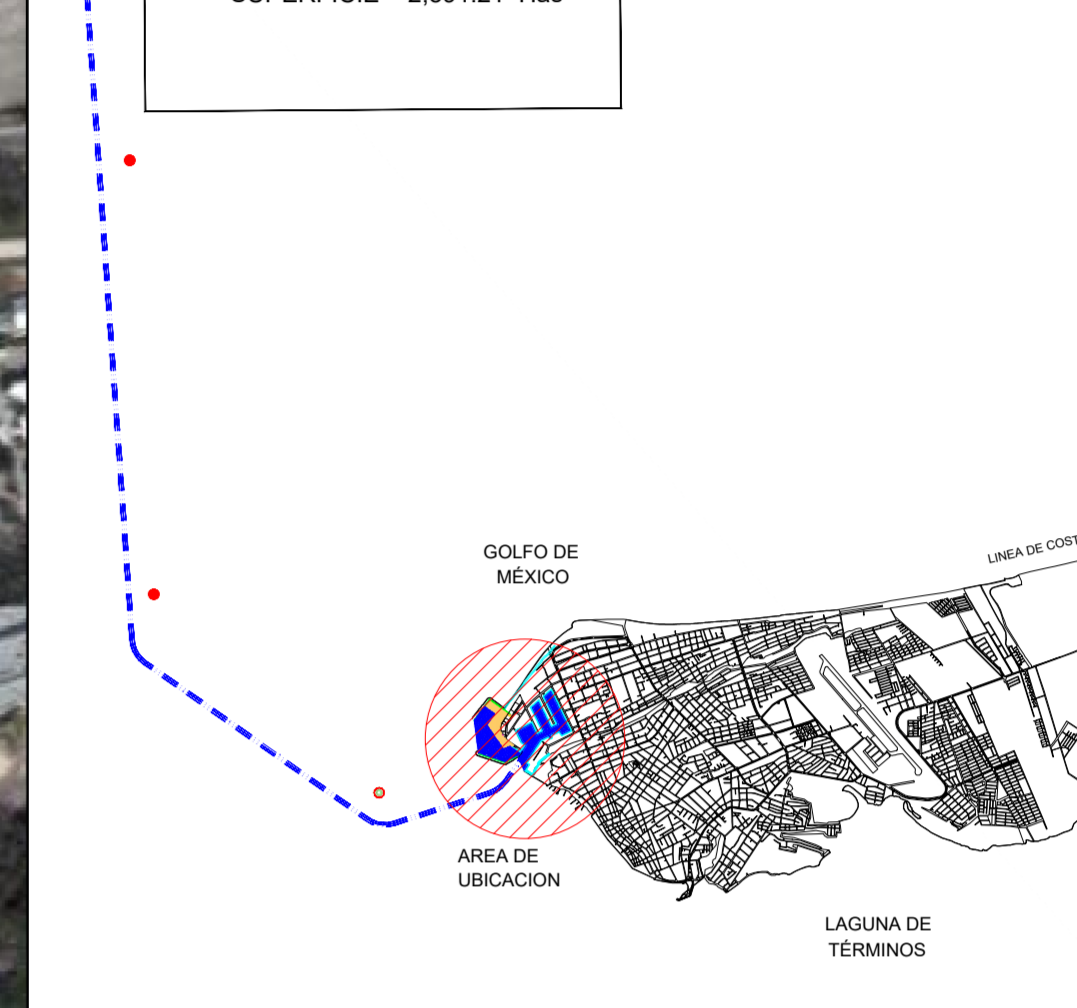 GOLFO DE
MÉXICO
LINEA DE COST
AREA DE
UBICACION
LAGUNA DE
TÉRMINOS